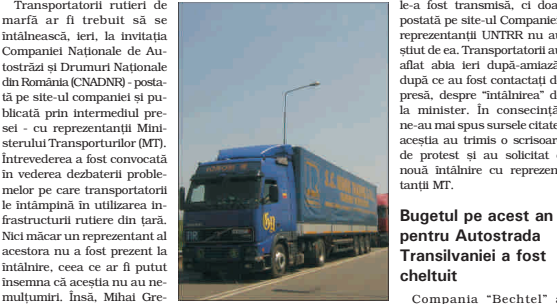 Transportatorii rutieri de
marfă ar fi trebuit să se
întâlnească, ieri, la invitaţia
Companiei Naţionale de Au-
tostrăzi şi Drumuri Naţionale
din România (CNADNR) - posta-
tă pe site-ul companiei şi pu-
blicată prin intermediul pre-
sei - cu reprezentanţii Mini-
sterului Transporturilor (MT).
Întrevederea a fost convocată
în vederea dezbaterii proble-
melor pe care transportatorii
le întâmpină în utilizarea in-
frastructurii rutiere din ţară.
Nici măcar un reprezentant al
acestora nu a fost prezent la
întâlnire, ceea ce ar fi putut
însemna că aceştia nu au ne-
mulţumiri. Însă, Mihai Gre-
le-a fost transmisă, ci doa
postată pe site-ul Companiei
reprezentanţii UNTRR nu au
ştiut de ea. Transportatorii au
aflat abia ieri după-amiază
după ce au fost contactaţi d
presă, despre "întâlnirea" d
la minister. În consecinţă
ne-au mai spus sursele citate
aceştia au trimis o scrisoar
de protest şi au solicitat
nouă întâlnire cu reprezen
tanţii MT.
Bugetul pe acest an
pentru Autostrada
Transilvaniei a fost
cheltuit
Compania "Bechtel" a